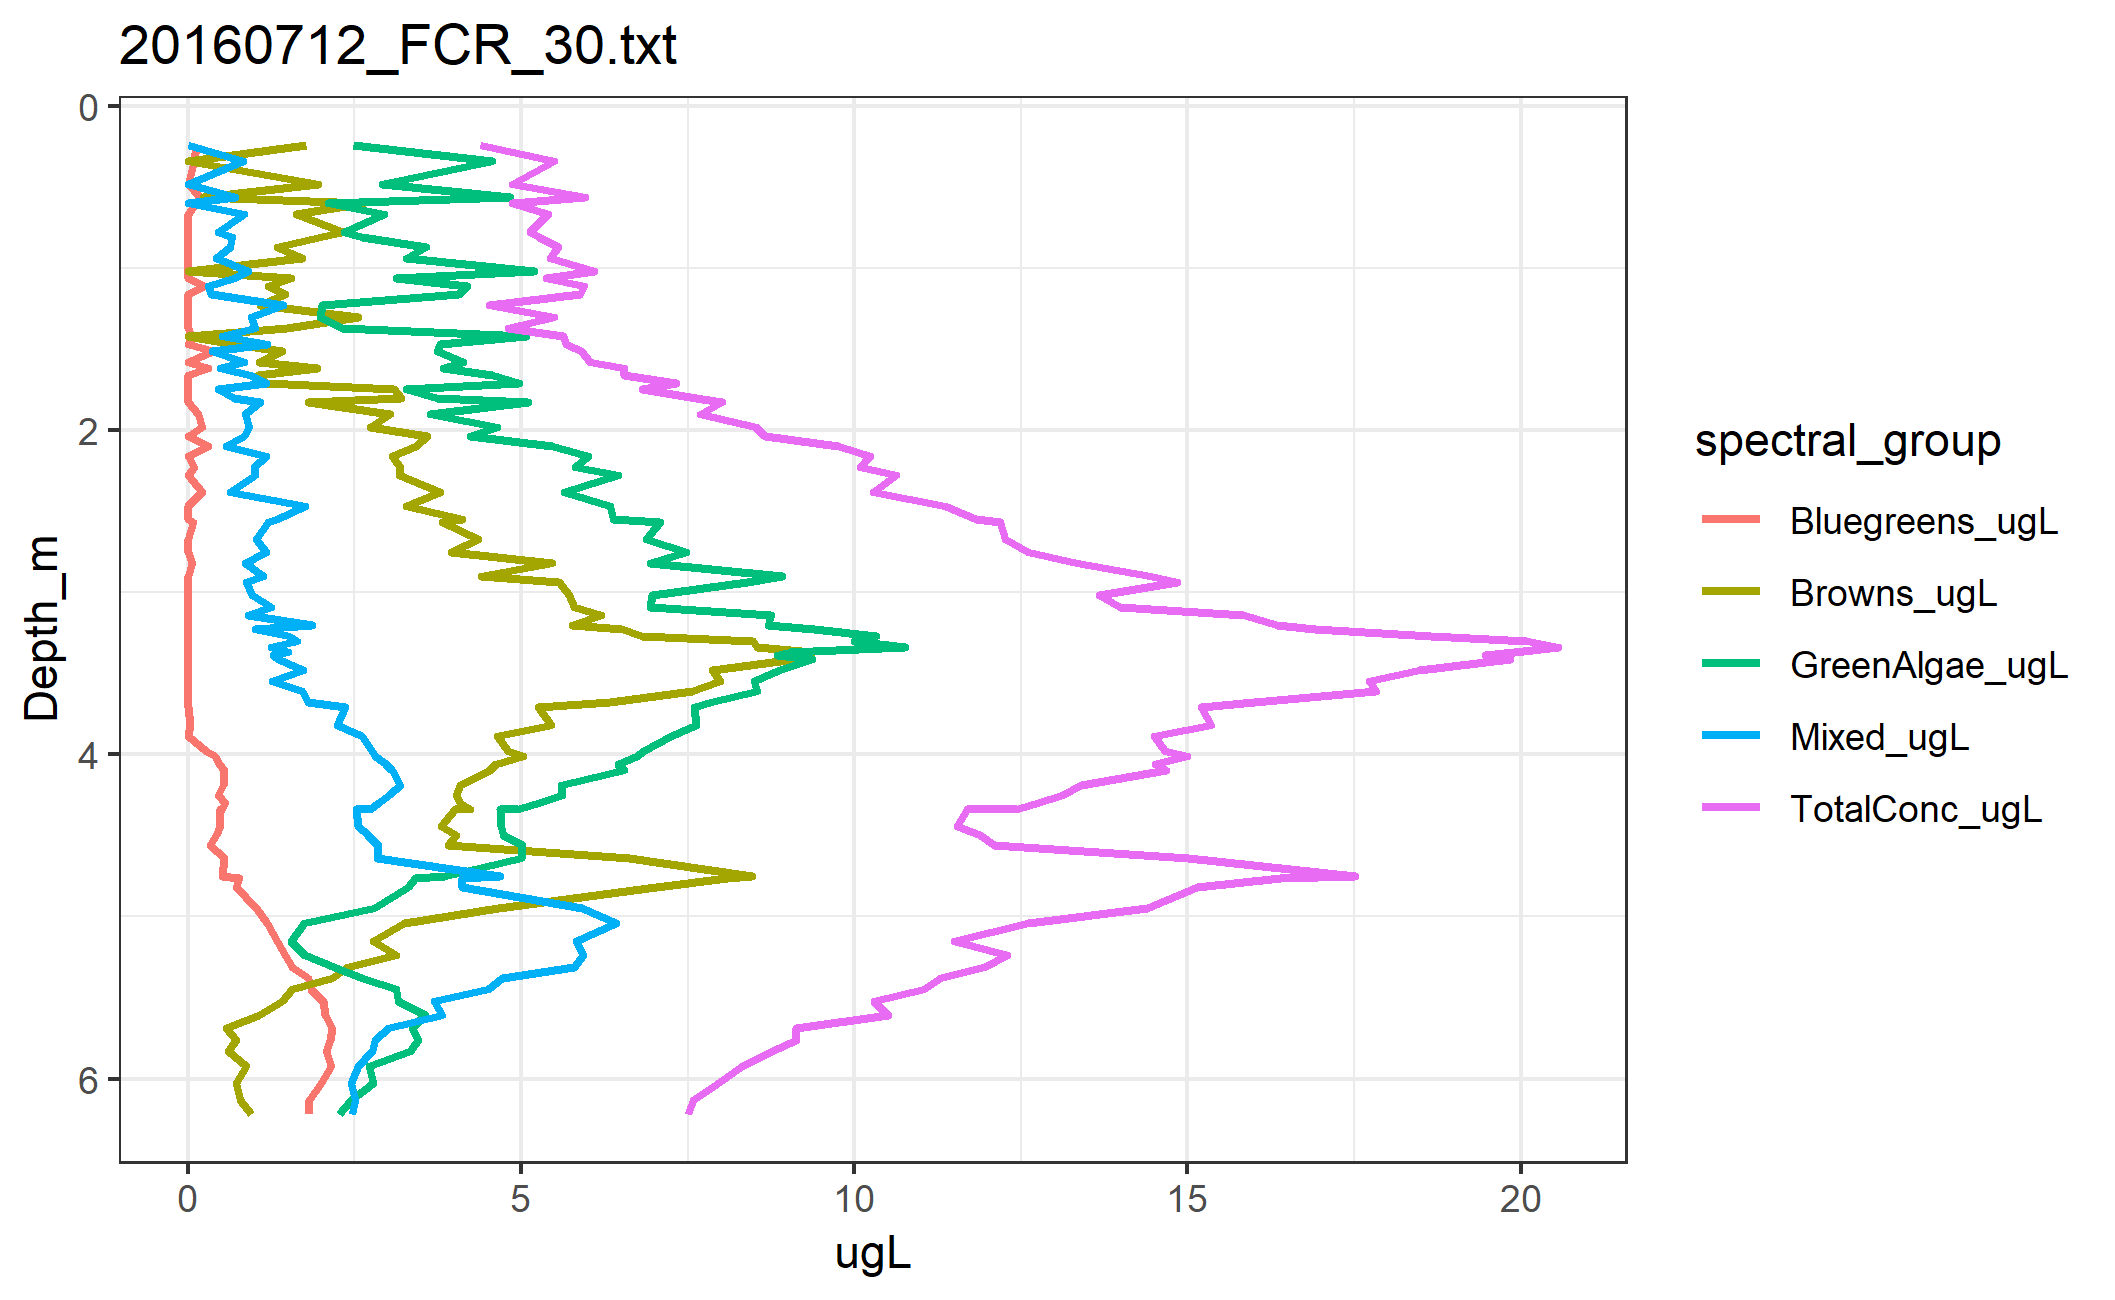 20160712_FCR_30.txt
0
2
4
6
Depth_m
0 5 10 15 20
ugL
spectral_group
Bluegreens_ugL
Browns_ugL
GreenAlgae_ugL
Mixed_ugL
TotalConc_ugL